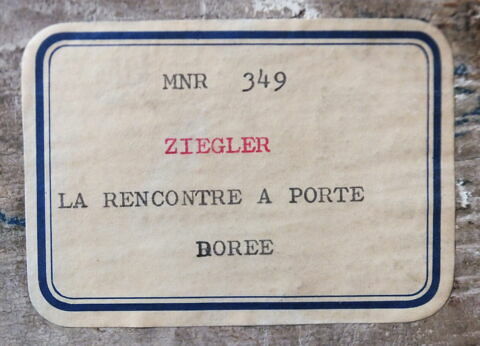 MNR 349
ZIEGLER
LA RENCONTRE A PORTE
DOREE